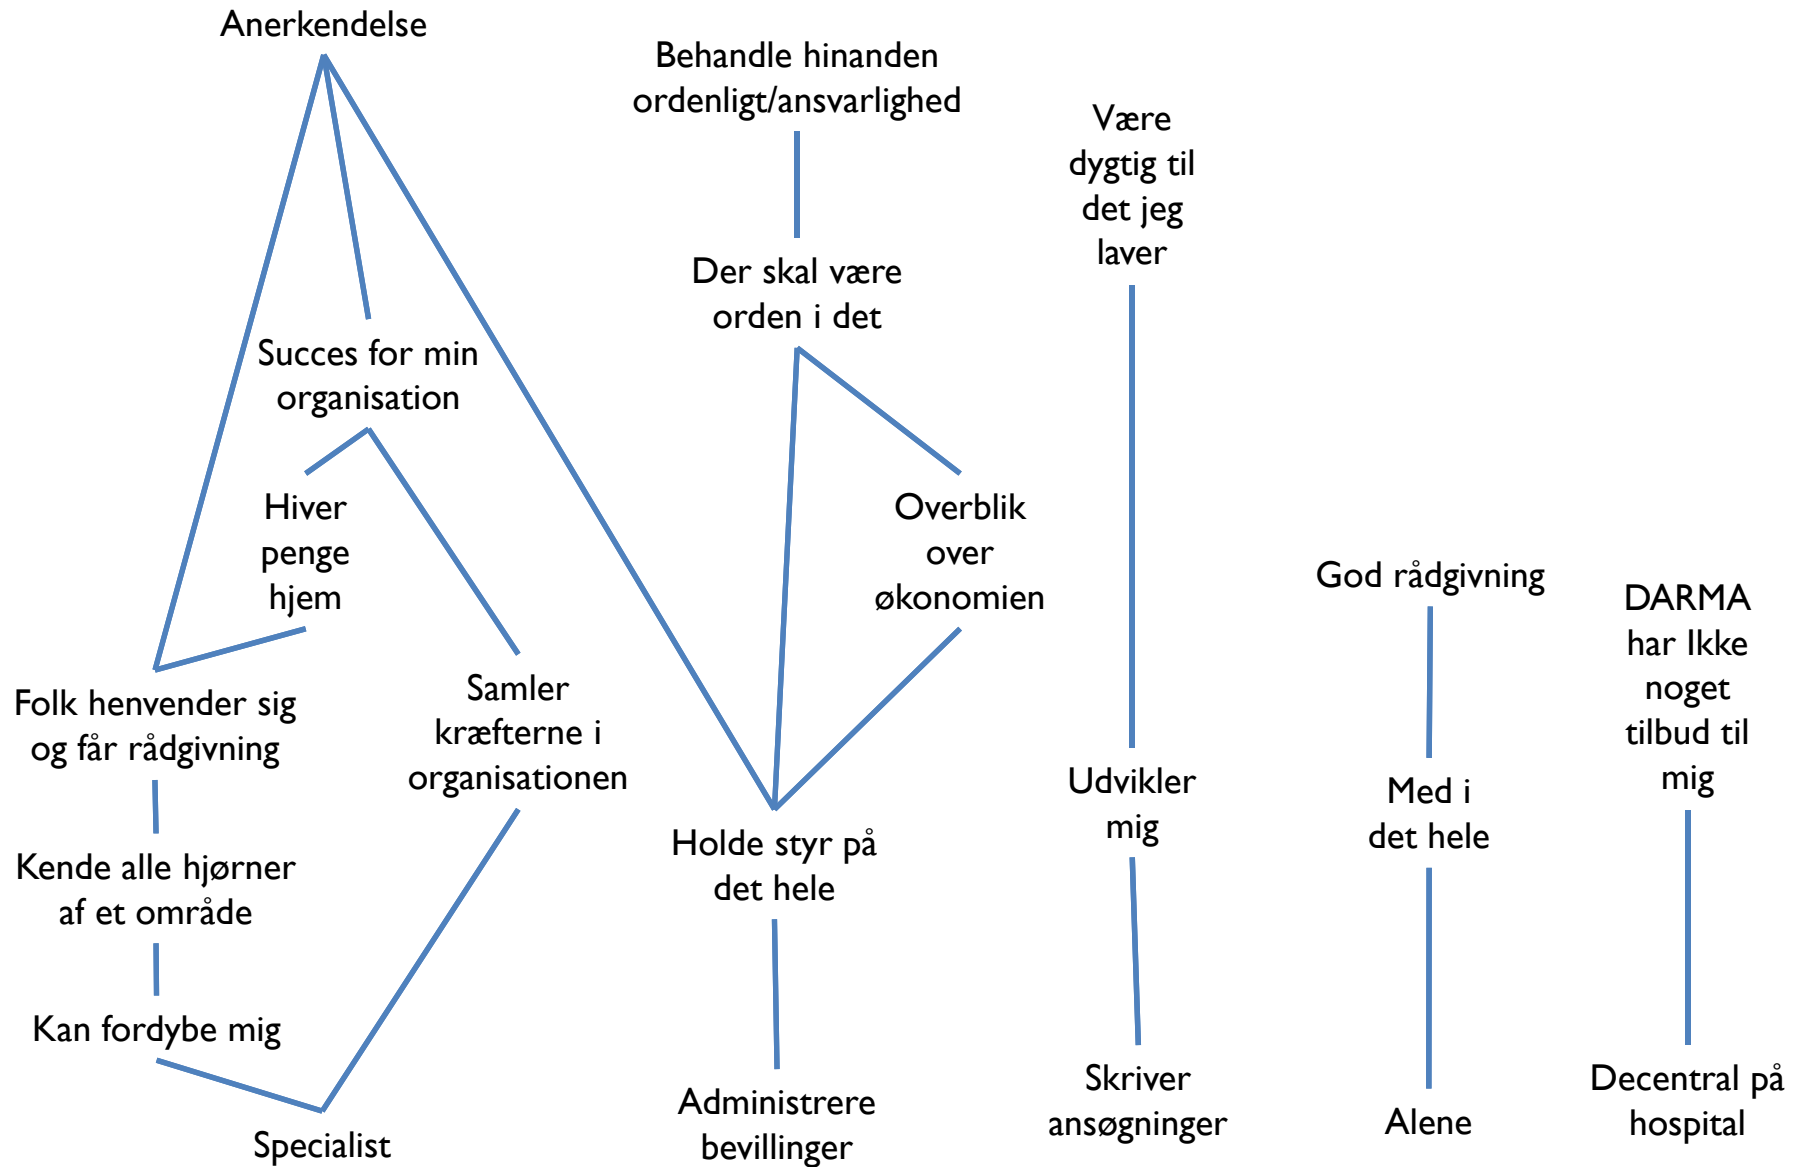 Anerkendelse
Behandle hinanden
ordenligt/ansvarlighed
Være
dygtig til
det jeg
laver
Der skal være
orden i det
Succes for min
organisation
Hiver
penge
hjem
Overblik
over
økonomien
God rådgivning
DARMA
har Ikke
noget
tilbud til
mig
Folk henvender sig
og får rådgivning
Samler
kræfterne i
organisationen
Udvikler
mig
Med i
det hele
Holde styr på
det hele
Kende alle hjørner
af et område
Kan fordybe mig
Specialist
Administrere
bevillinger
Skriver
ansøgninger
Alene
Decentral på
hospital